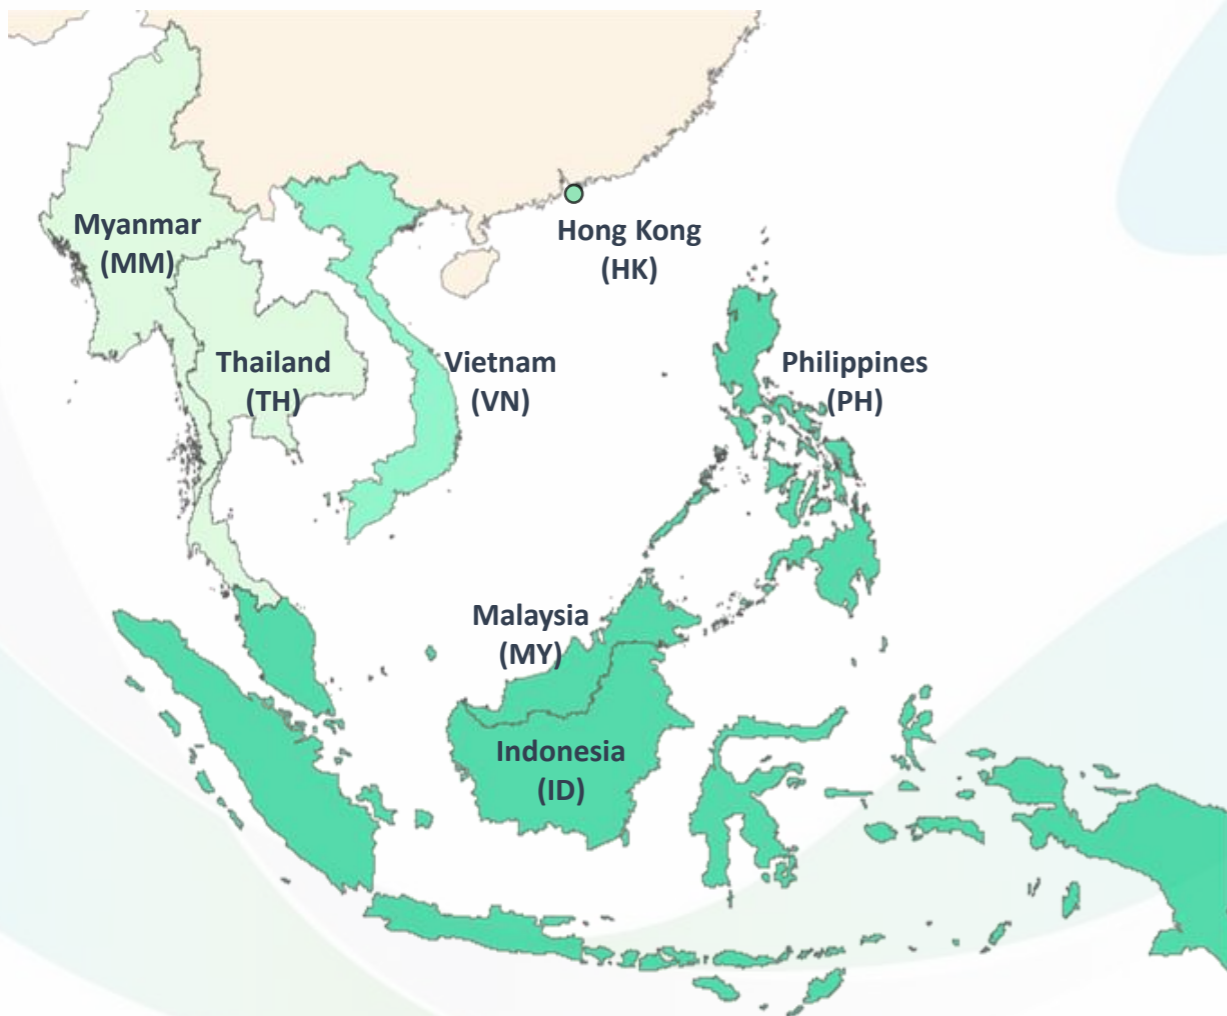 Myanmar
(MM)
Hong Kong
(HK)
Thailand
(TH)
Vietnam
(VN)
Philippines
(PH)
Malaysia
(MY)
Indonesia
(ID)